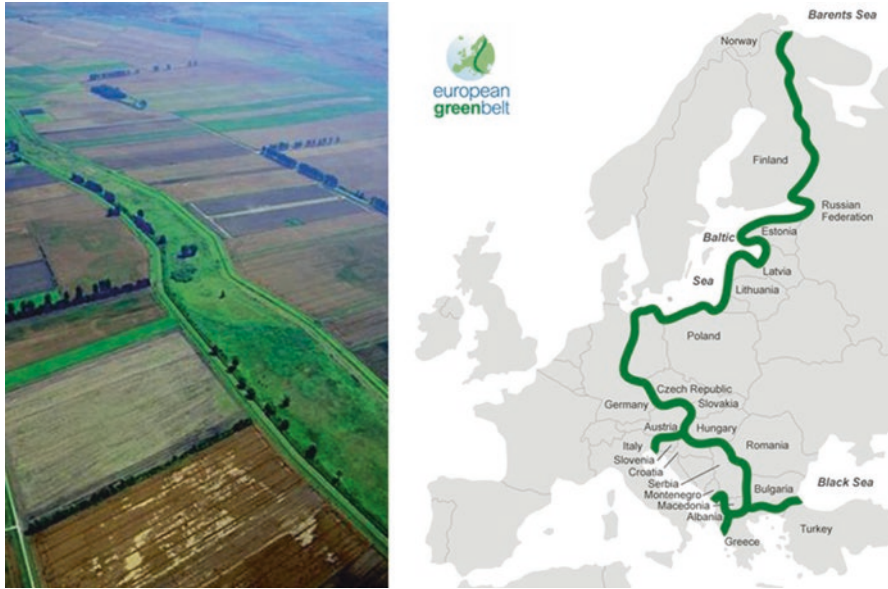 Barents Sea
Norway
european
greenbelt
Finland
Russian
Federation
Estonia
Baltic
Sea
Latvia
Lithuania
Poland
Czech Republic
Germany
Slovakia
Austria
Hungary
Italy
Romania
Slovenia
Croatia
Serbia
Bulgaria
Black Sea
Montenegro
Macedonia
Albania
Turkey
Greece